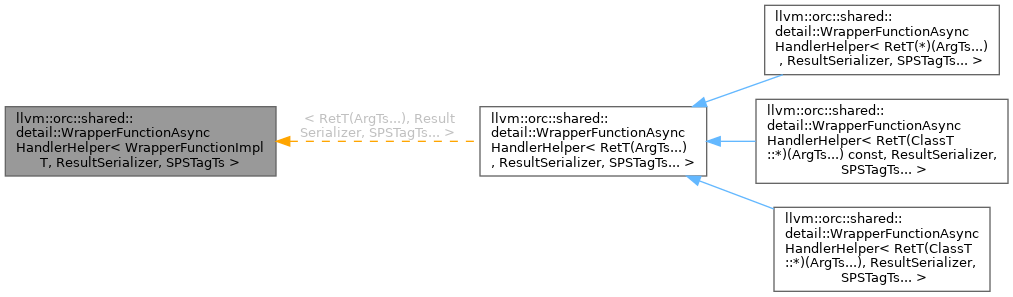 llvm::orc::shared::
detail::WrapperFunctionAsync
HandlerHelper< WrapperFunctionImpl
T, ResultSerializer, SPSTagTs >
< RetT(ArgTs...), Result
Serializer, SPSTagTs... >
llvm::orc::shared::
detail::WrapperFunctionAsync
HandlerHelper< RetT(ArgTs...)
, ResultSerializer, SPSTagTs... >
llvm::orc::shared::
detail::WrapperFunctionAsync
HandlerHelper< RetT(*)(ArgTs...)
, ResultSerializer, SPSTagTs... >
llvm::orc::shared::
detail::WrapperFunctionAsync
HandlerHelper< RetT(ClassT
::*)(ArgTs...) const, ResultSerializer,
SPSTagTs... >
llvm::orc::shared::
detail::WrapperFunctionAsync
HandlerHelper< RetT(ClassT
::*)(ArgTs...), ResultSerializer,
SPSTagTs... >